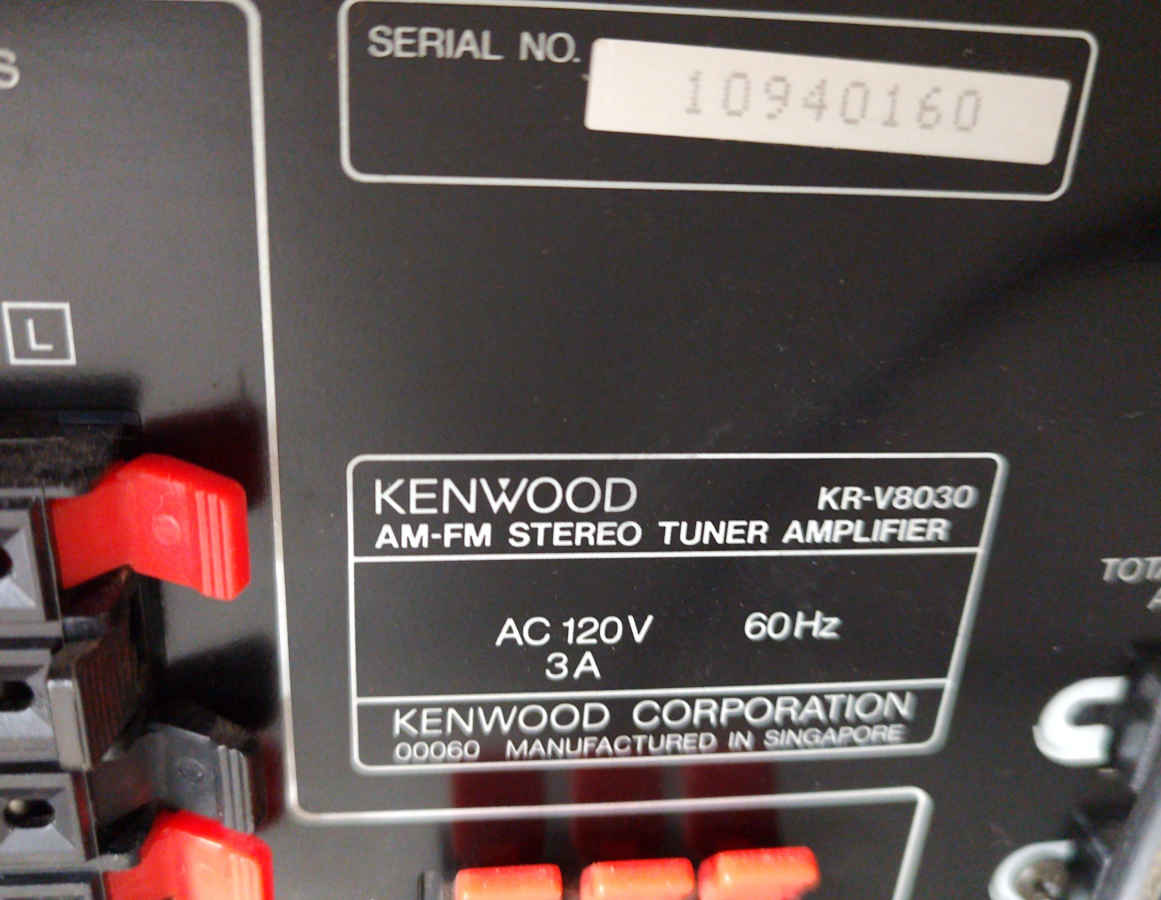 S
SERIAL NO.
10940160
L
KENWOOD KR-V8030
AM-FM STEREO TUNER AMPLIFIER
AC 120V 60Hz
3A
KENWOOD CORPORATION
00060 MANUFACTURED IN SINGAPORE